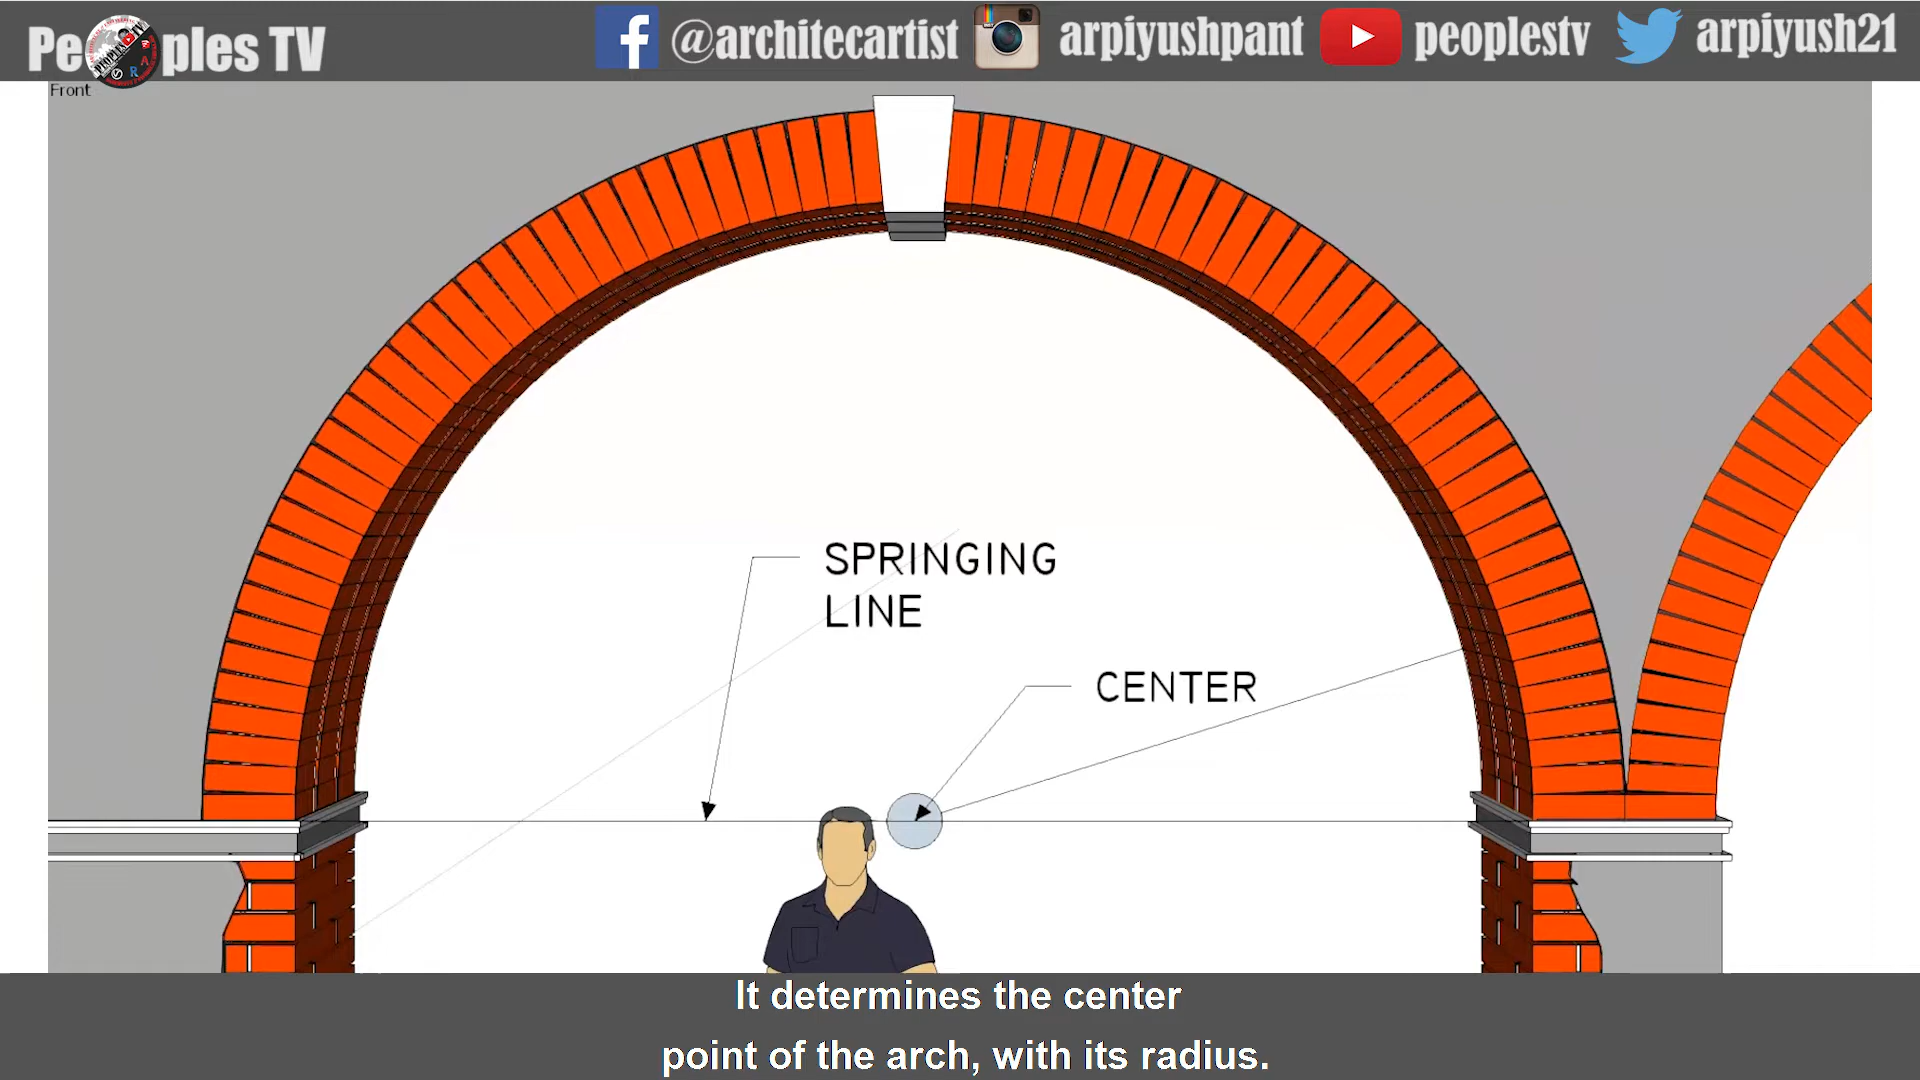 Peoples TV
@architecartist
arpiyushpant
peoplestv
arpiyush21
Front
SPRINGING
LINE
CENTER
It determines the center
point of the arch, with its radius.